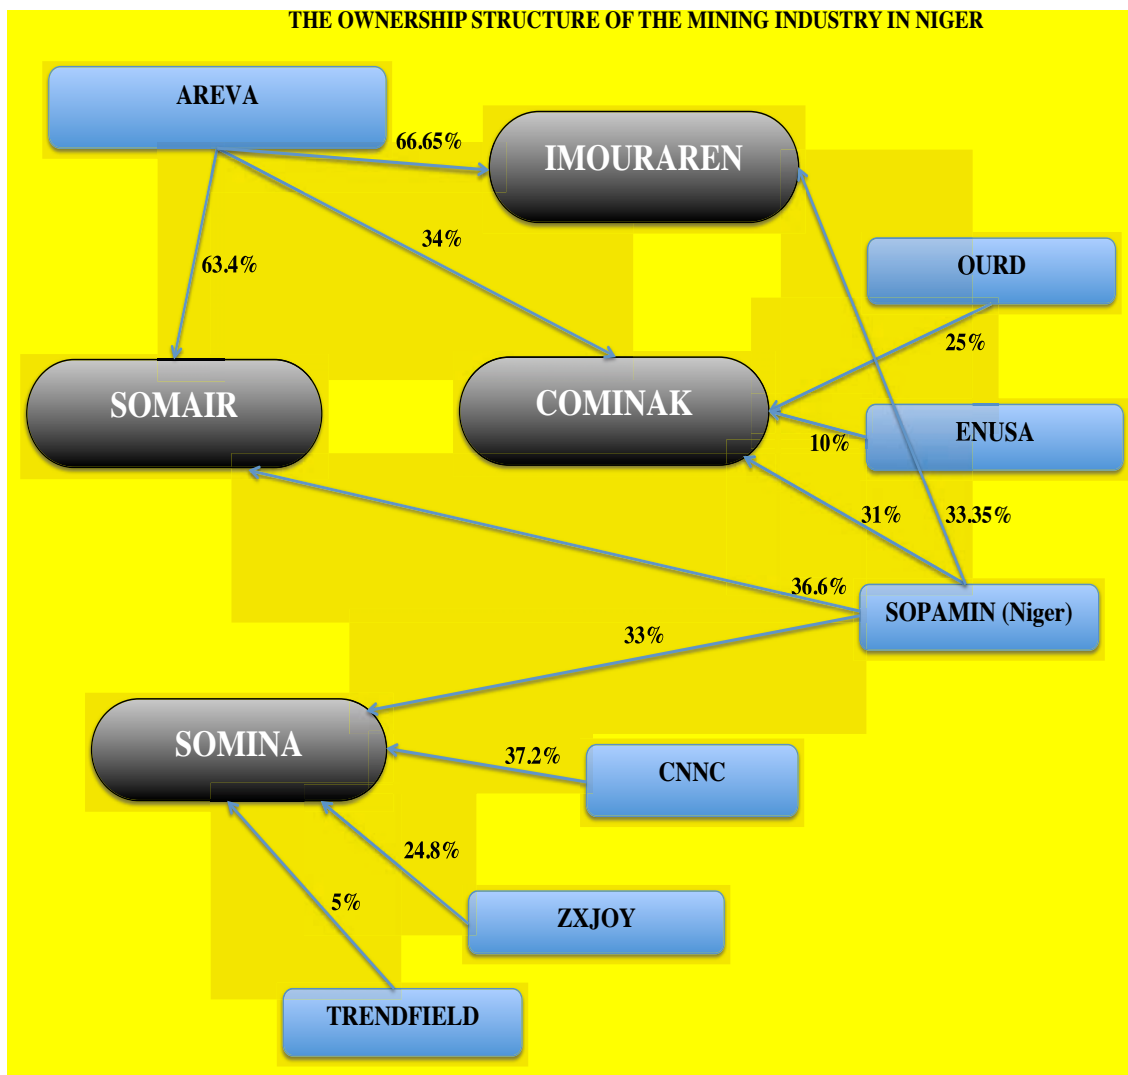 THE OWNERSHIP STRUCTURE OF THE MINING INDUSTRY IN NIGER
AREVA
66.65%
IMOURAREN
34%
63.4%
OURD
25%
SOMAIR
COMINAK
ENUSA
10%
31%
33.35%
36.6%
SOPAMIN (Niger)
33%
SOMINA
37.2%
CNNC
24.8%
5%
ZXJOY
TRENDFIELD